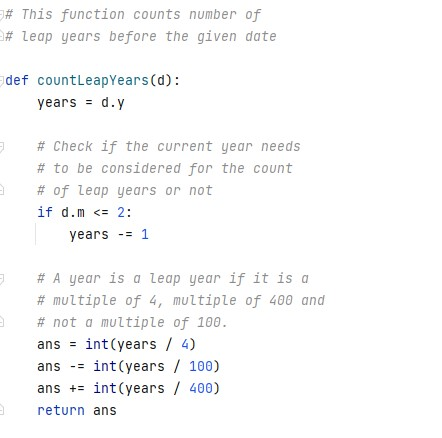 # This function counts number of
# leap years before the given date
def countLeapYears(d):
    years = d.y
    # Check if the current year needs
    # to be considered for the count
    # of leap years or not
    if d.m <= 2:
        years -= 1
    # A year is a leap year if it is a
    # multiple of 4, multiple of 400 and
    # not a multiple of 100.
    ans = int(years / 4)
    ans -= int(years / 100)
    ans += int(years / 400)
    return ans